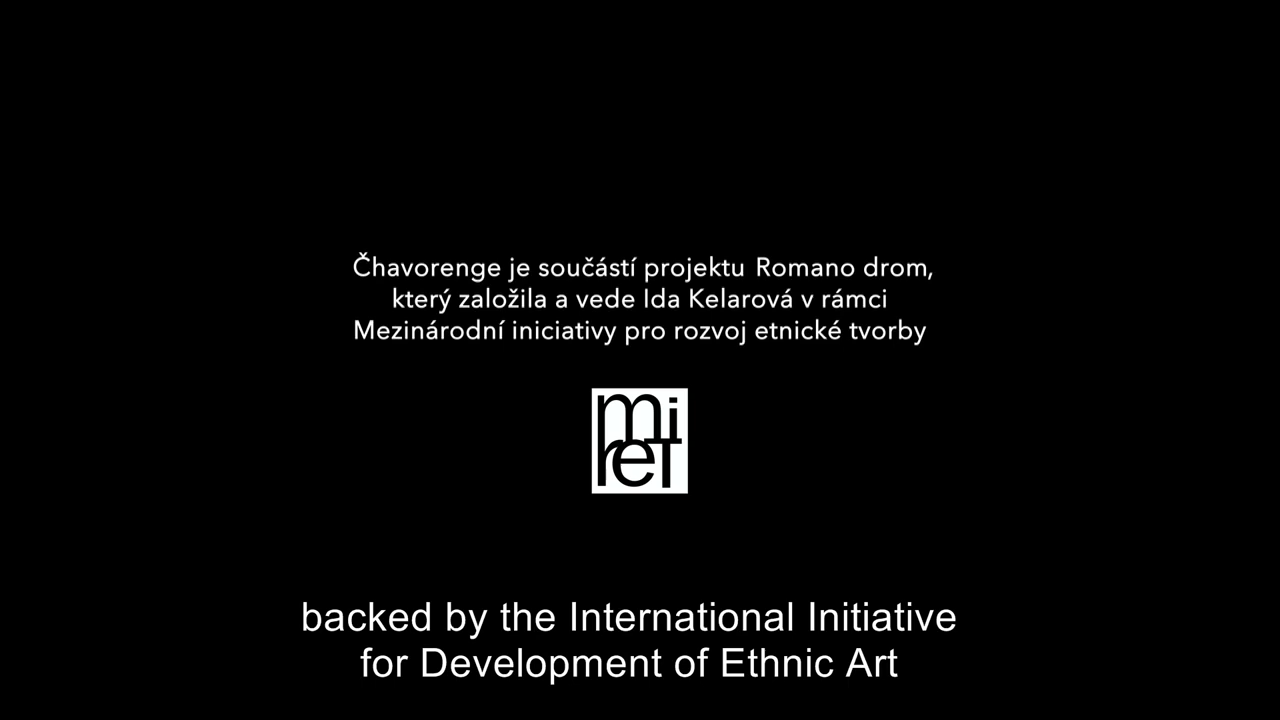 Čhavorenge je součástí projektu Romano drom,
který založila a vede Ida Kelarová v rámci
Mezinárodní iniciativy pro rozvoj etnické tvorby
mi
reT
backed by the International Initiative
for Development of Ethnic Art